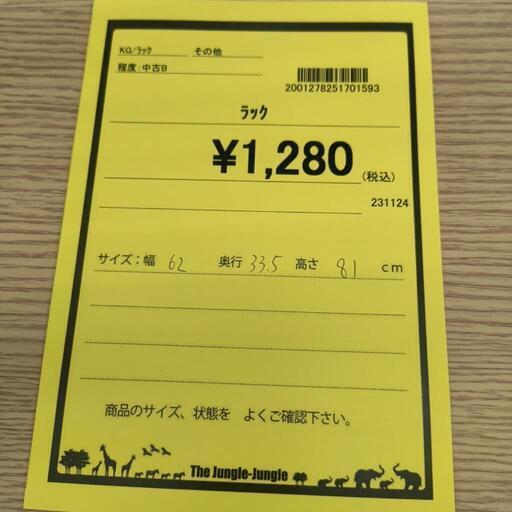 KG/ラック　その他
程度：中古B
2001278251701593
ラック
¥1,280(税込)
231124
サイズ：幅 62 奥行 33.5 高さ 81 cm
商品のサイズ、状態を　よくご確認下さい。
The Jungle-Jungle